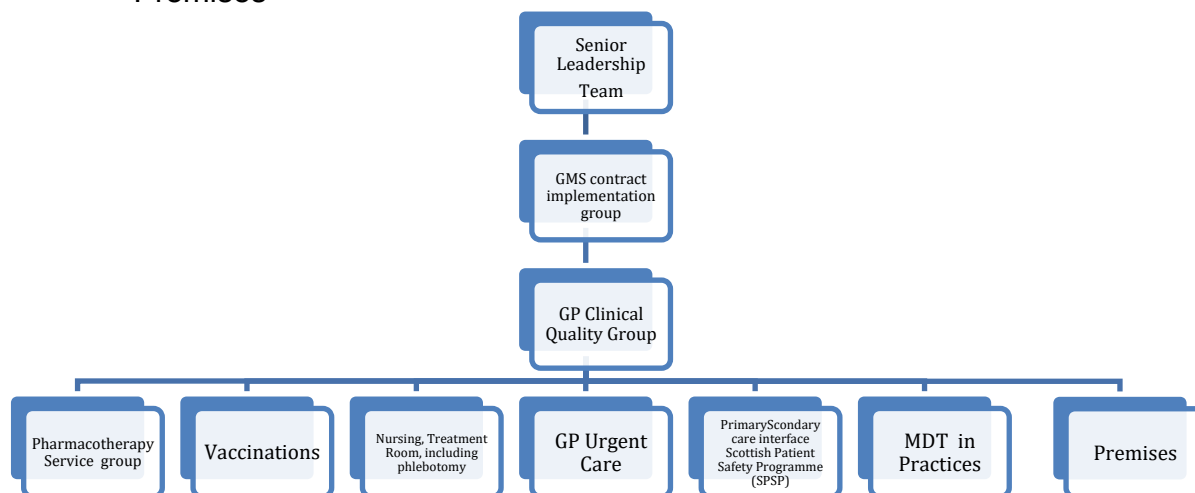 Premises
Senior
Leadership
Team
GMS contract
implementation
group
GP Clinical
Quality Group
Pharmacotherapy
Service group
Vaccinations
Nursing, Treatment
Room, including
phlebotomy
GP Urgent
Care
PrimarySCondary
care interface
Scottish Patient
Safety Programme
(SPSP)
MDT in
Practices
Premises